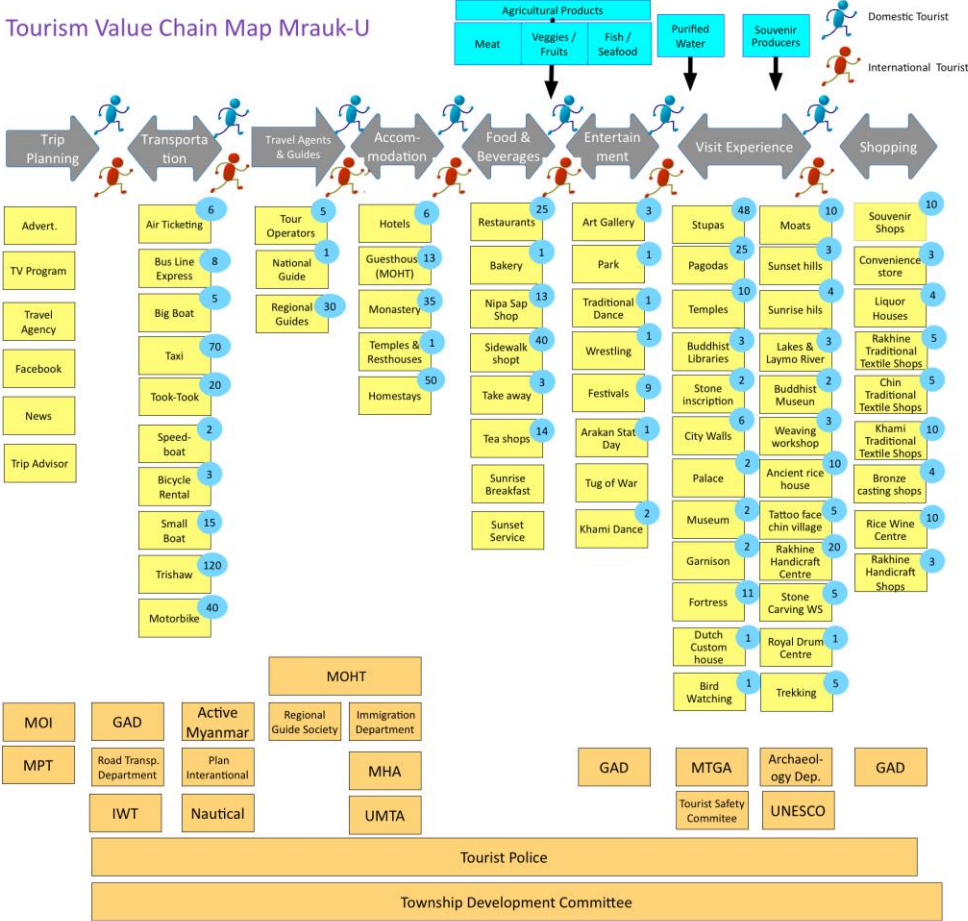 Tourism Value Chain Map Mrauk-U
Agricultural Products
Meat
Veggies /
Fruits
Fish /
Seafood
Purified
Water
Souvenir
Producers
Domestic Tourist
International Tourist
Trip
Planning
Transporta
tion
Travel Agents
& Guides
Accom-
modation
Food &
Beverages
Entertain
ment
Visit Experience
Shopping
Advert.
TV Program
Travel
Agency
Facebook
News
Trip Advisor
Air Ticketing
6
Bus Line
Express
8
Big Boat
5
Taxi
70
Took-Took
20
Speed-
boat
2
Bicycle
Rental
3
Small
Boat
15
Trishaw
120
Motorbike
40
Tour
Operators
5
National
Guide
1
Regional
Guides
30
Hotels
6
Guesthous
(MOHT)
13
Monastery
35
Temples &
Resthouses
1
Homestays
50
Restaurants
25
Bakery
1
Nipa Sap
Shop
13
Sidewalk
shopt
40
Take away
3
Tea shops
14
Sunrise
Breakfast
Sunset
Service
Art Gallery
3
Park
1
Traditional
Dance
1
Wrestling
1
Festivals
9
Arakan Stat
Day
1
Tug of War
Khami Dance
2
Stupas
48
Pagodas
25
Temples
10
Buddhist
Libraries
3
Stone
inscription
2
City Walls
6
Palace
2
Museum
2
Garnison
2
Fortress
11
Dutch
Custom
house
1
Bird
Watching
1
Moats
10
Sunset hills
3
Sunrise hils
4
Lakes &
Laymo River
3
Buddhist
Museun
2
Weaving
workshop
3
Ancient rice
house
10
Tattoo face
chin village
5
Rakhine
Handicraft
Centre
20
Stone
Carving WS
5
Royal Drum
Centre
1
Trekking
5
Souvenir
Shops
10
Convenience
store
3
Liquor
Houses
4
Rakhine
Traditional
Textile Shops
5
Chin
Traditional
Textile Shops
5
Khami
Traditional
Textile Shops
10
Bronze
casting shops
4
Rice Wine
Centre
10
Rakhine
Handicraft
Shops
3
MOHT
MOI
GAD
Active
Myanmar
Regional
Guide Society
Immigration
Department
MPT
Road Transp.
Department
Plan
Interantional
MHA
GAD
MTGA
Archaeol-
ogy Dep.
GAD
IWT
Nautical
UMTA
Tourist Safety
Commitee
UNESCO
Tourist Police
Township Development Committee